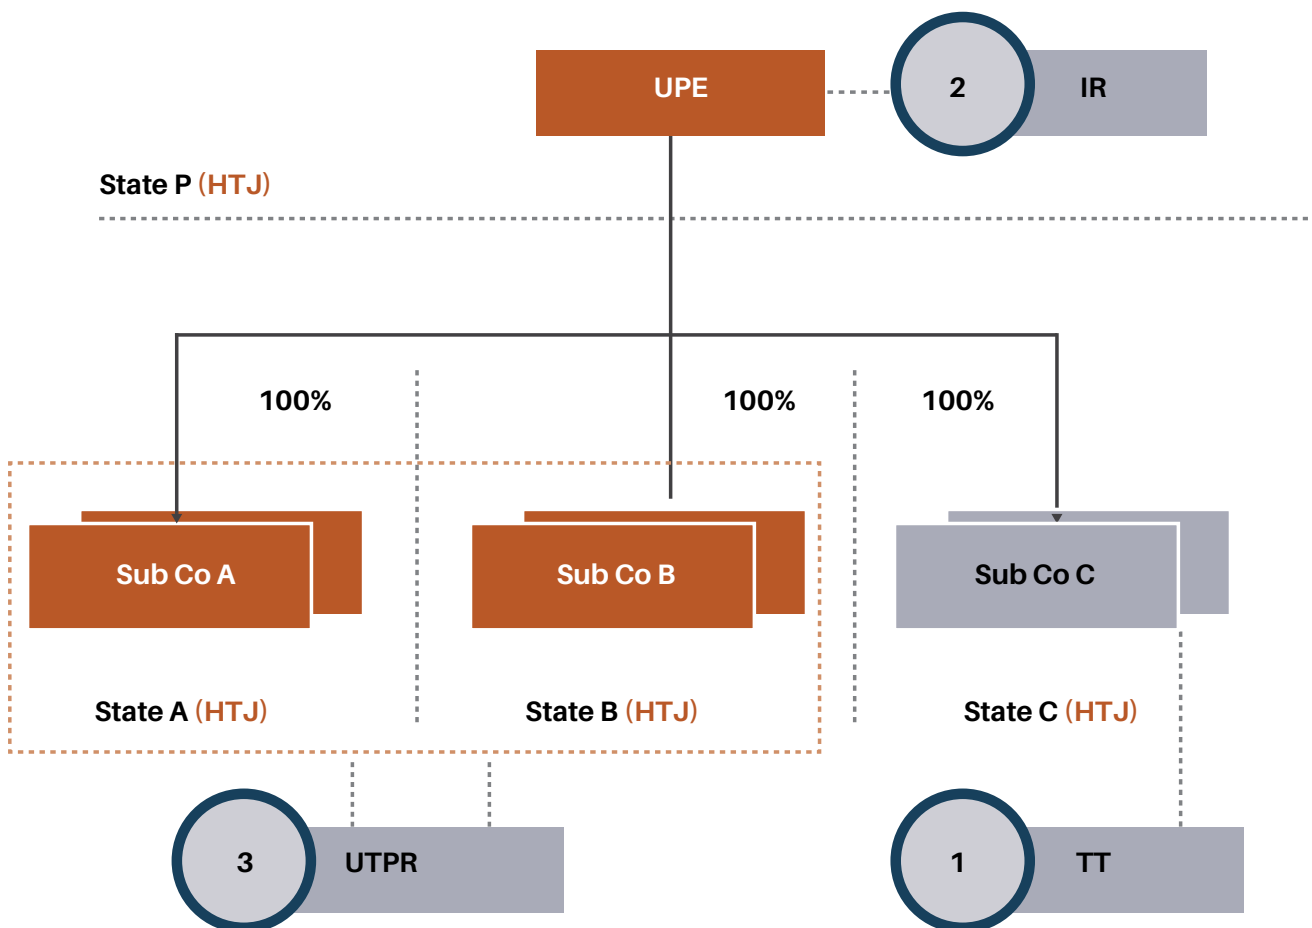 UPE
2
IR
State P (HTJ)
100%
100%
100%
Sub Co A
Sub Co B
Sub Co C
State A (HTJ)
State B (HTJ)
State C (HTJ)
3
UTPR
1
TT